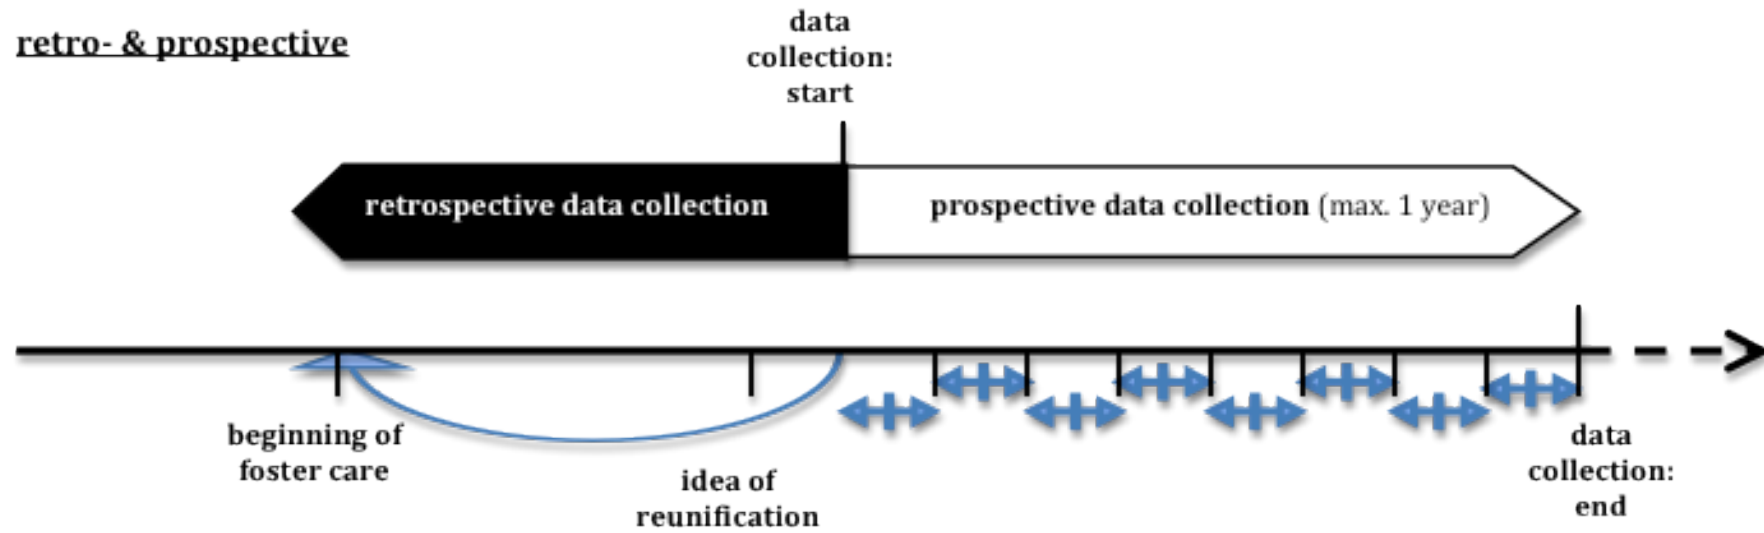 retro- & prospective
data
collection:
start
retrospective data collection
prospective data collection (max. 1 year)
beginning of
foster care
idea of
reunification
data
collection:
end